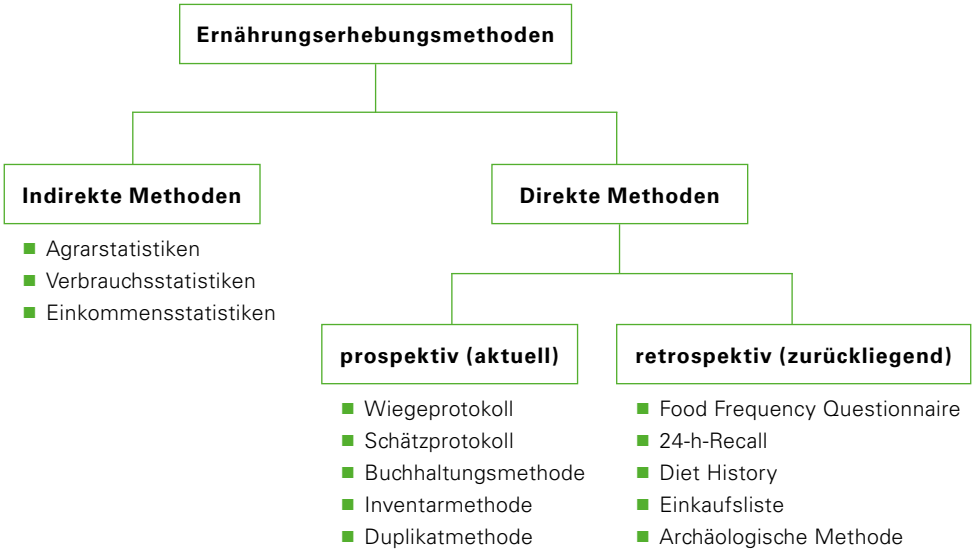 Ernährungserhebungsmethoden
Indirekte Methoden
Agrarstatistiken
Verbrauchsstatistiken
Einkommensstatistiken
Direkte Methoden
prospektiv (aktuell)
Wiegeprotokoll
Schätzprotokoll
Buchhaltungsmethode
Inventarmethode
Duplikatmethode
retrospektiv (zurückliegend)
Food Frequency Questionnaire
24-h-Recall
Diet History
Einkaufsliste
Archäologische Methode